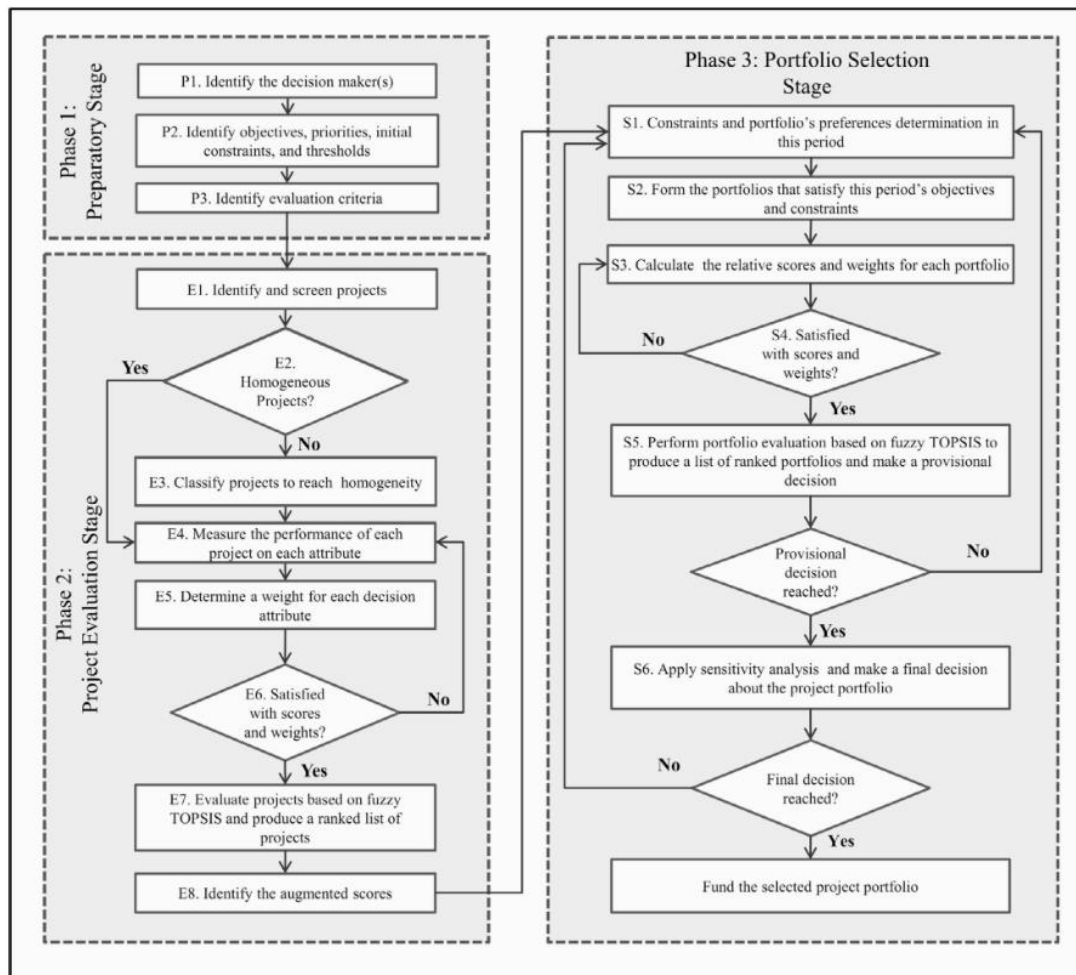 Phase 1:
Preparatory Stage
P1. Identify the decision maker(s)
P2. Identify objectives, priorities, initial
constraints, and thresholds
P3. Identify evaluation criteria
Phase 2:
Project Evaluation Stage
E1. Identify and screen projects
Yes
E2.
Homogeneous
Projects?
No
E3. Classify projects to reach homogeneity
E4. Measure the performance of each
project on each attribute
E5. Determine a weight for each decision
attribute
E6. Satisfied
with scores
and weights?
No
Yes
E7. Evaluate projects based on fuzzy
TOPSIS and produce a ranked list of
projects
E8. Identify the augmented scores
Phase 3: Portfolio Selection
Stage
S1. Constraints and portfolio's preferences determination in
this period
S2. Form the portfolios that satisfy this period's objectives
and constraints
S3. Calculate the relative scores and weights for each portfolio
No
S4. Satisfied
with scores and
weights?
Yes
S5. Perform portfolio evaluation based on fuzzy TOPSIS to
produce a list of ranked portfolios and make a provisional
decision
Provisional
decision
reached?
No
Yes
S6. Apply sensitivity analysis and make a final decision
about the project portfolio
No
Final decision
reached?
Yes
Fund the selected project portfolio